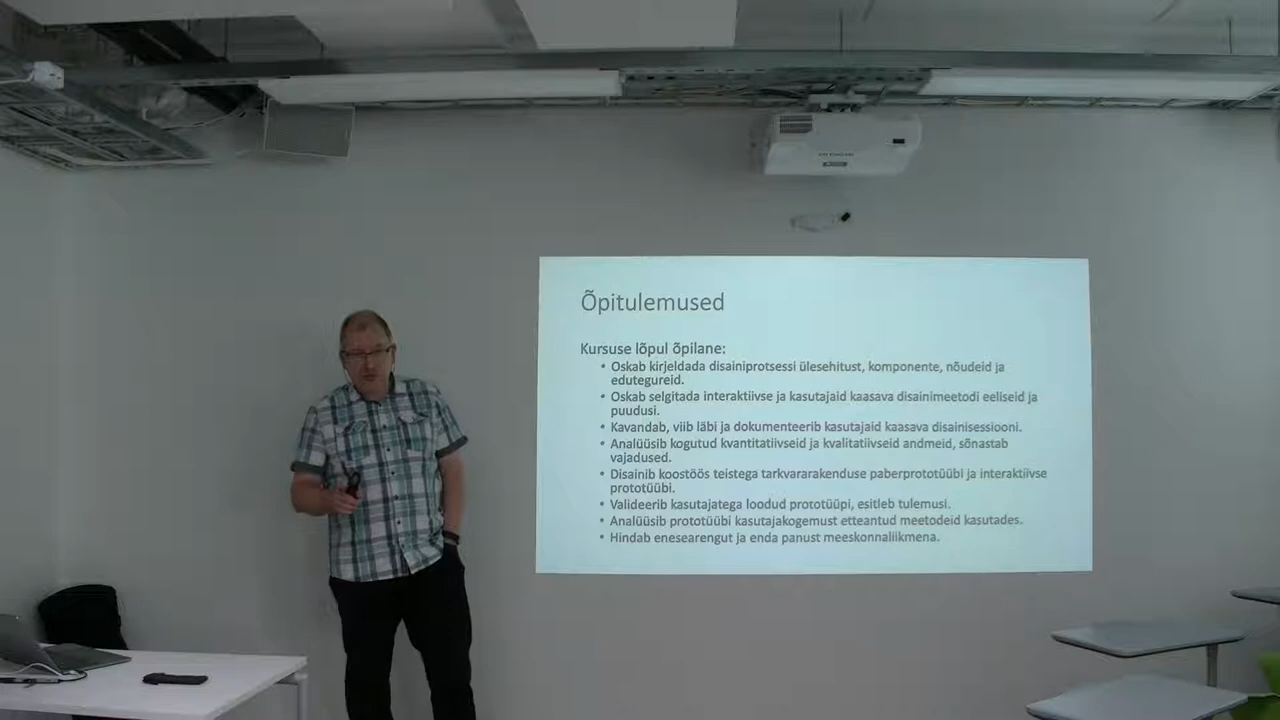 Õpitulemused
Kursuse lõpul õpilane:
• Oskab kirjeldada disainiprotsessi ülesehitust, komponente, nõudeid ja
edutegureid.
• Oskab selgitada interaktiivse ja kasutajaid kaasava disainimeetodi eeliseid ja
puudusi.
• Kavandab, viib läbi ja dokumenteerib kasutajaid kaasava disainisessiooni.
• Analüüsib kogutud kvantitatiivseid ja kvalitatiivseid andmeid, sõnastab
vajadused.
• Disainib koostöös teistega tarkvararakenduse paberprototüübi ja interaktiivse
prototüübi.
• Valideerib kasutajatega loodud prototüüpi, esitleb tulemusi.
• Analüüsib prototüübi kasutajakogemust etteantud meetodeid kasutades.
• Hindab enesearengut ja enda panust meeskonnaliikmena.